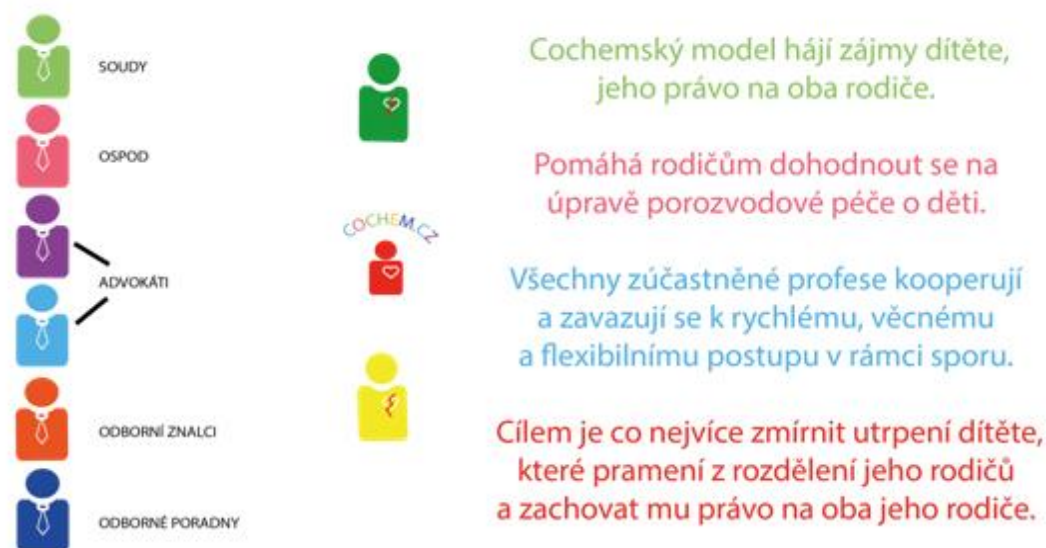 SOUDY
OSPOD
ADVOKÁTI
ODBORNÍ ZNALCI
ODBORNÉ PORADNY
COCHEM.CZ
Cochemský model hájí zájmy dítěte,
jeho právo na oba rodiče.
Pomáhá rodičům dohodnout se na
úpravě porozvodové péče o děti.
Všechny zúčastněné profese kooperují
a zavazují se k rychlému, věcnému
a flexibilnímu postupu v rámci sporu.
Cílem je co nejvíce zmírnit utrpení dítěte,
které pramení z rozdělení jeho rodičů
a zachovat mu právo na oba jeho rodiče.